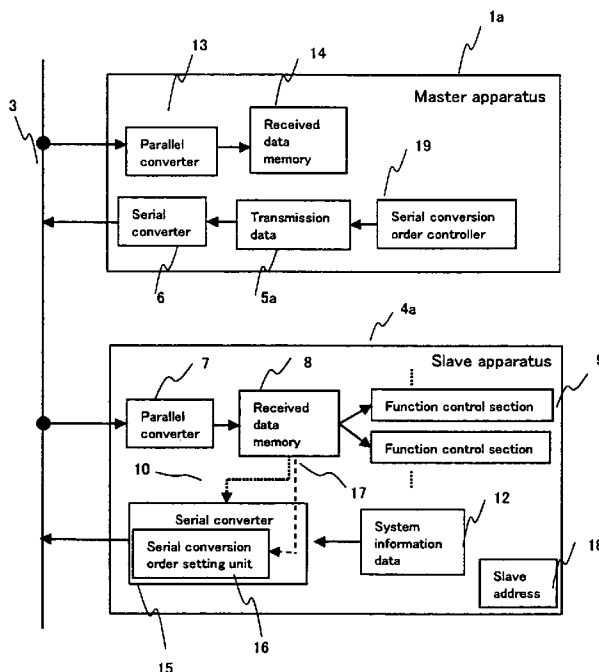 1a
13
14
3
Master apparatus
Parallel
converter
Received
data
memory
19
Serial
converter
Transmission
data
Serial conversion
order controller
6
5a
4a
7
8
Slave apparatus
9
Parallel
converter
Received
data
memory
Function control section
Function control section
10
17
12
Serial converter
Serial conversion
order setting unit
System
information
data
18
Slave
address
15
16